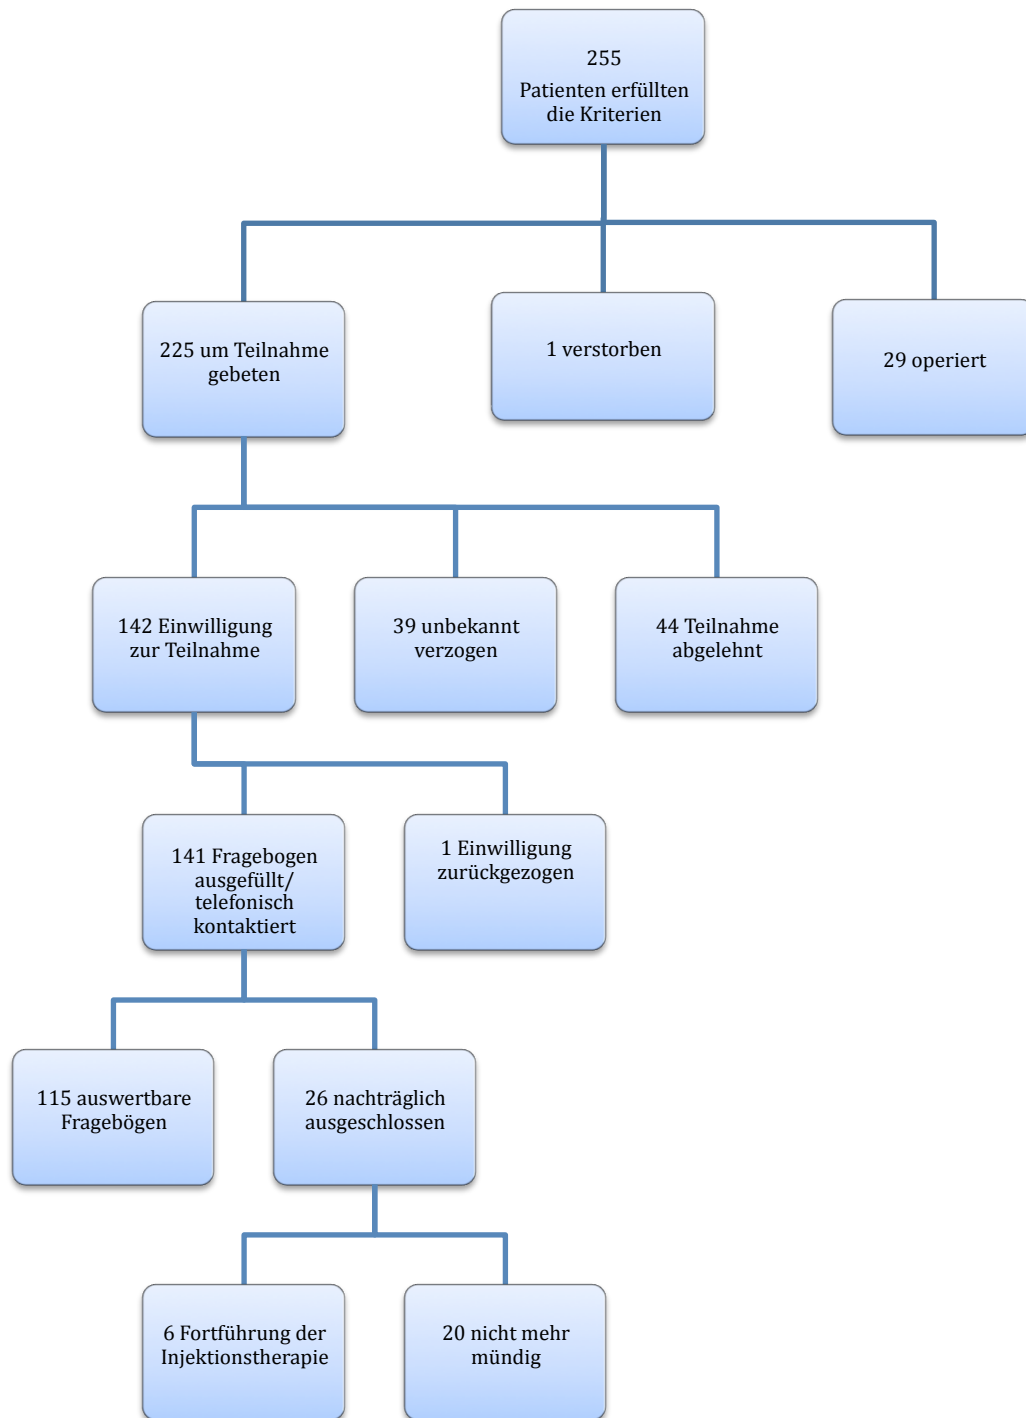 255
Patienten erfüllten
die Kriterien
225 um Teilnahme
gebeten
1 verstorben
29 operiert
142 Einwilligung
zur Teilnahme
39 unbekannt
verzogen
44 Teilnahme
abgelehnt
141 Fragebogen
ausgefüllt/
telefonisch
kontaktiert
1 Einwilligung
zurückgezogen
115 auswertbare
Fragebögen
26 nachträglich
ausgeschlossen
6 Fortführung der
Injektionstherapie
20 nicht mehr
mündig